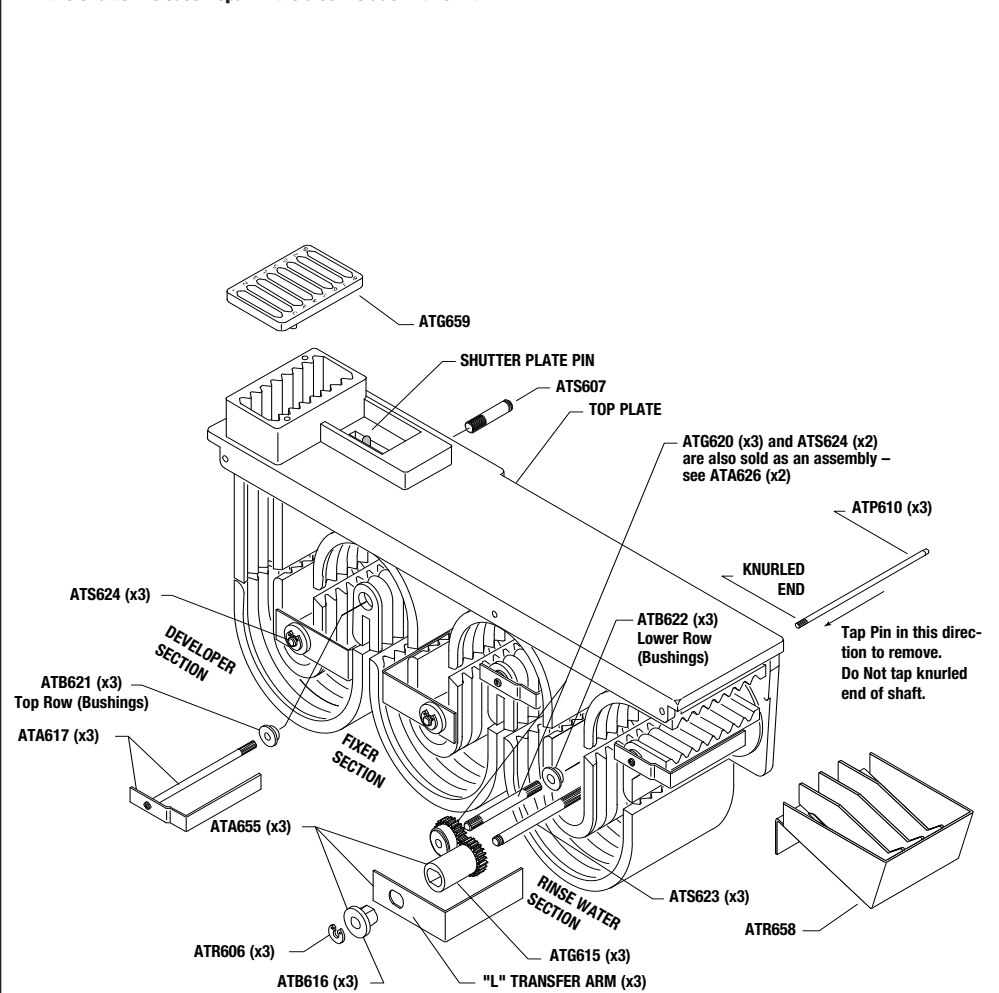 ATG659
SHUTTER PLATE PIN
ATS607
TOP PLATE
ATG620 (x3) and ATS624 (x2)
are also sold as an assembly –
see ATA626 (x2)
ATP610 (x3)
KNURLED
END
ATS624 (x3)
ATB622 (x3)
Lower Row
(Bushings)
Tap Pin in this direc-
tion to remove.
Do Not tap knurled
end of shaft.
DEVELOPER
SECTION
ATB621 (x3)
Top Row (Bushings)
ATA617 (x3)
FIXER
SECTION
ATA655 (x3)
RINSE WATER
SECTION
ATS623 (x3)
ATR658
ATR606 (x3)
ATG615 (x3)
ATB616 (x3)
"L" TRANSFER ARM (x3)